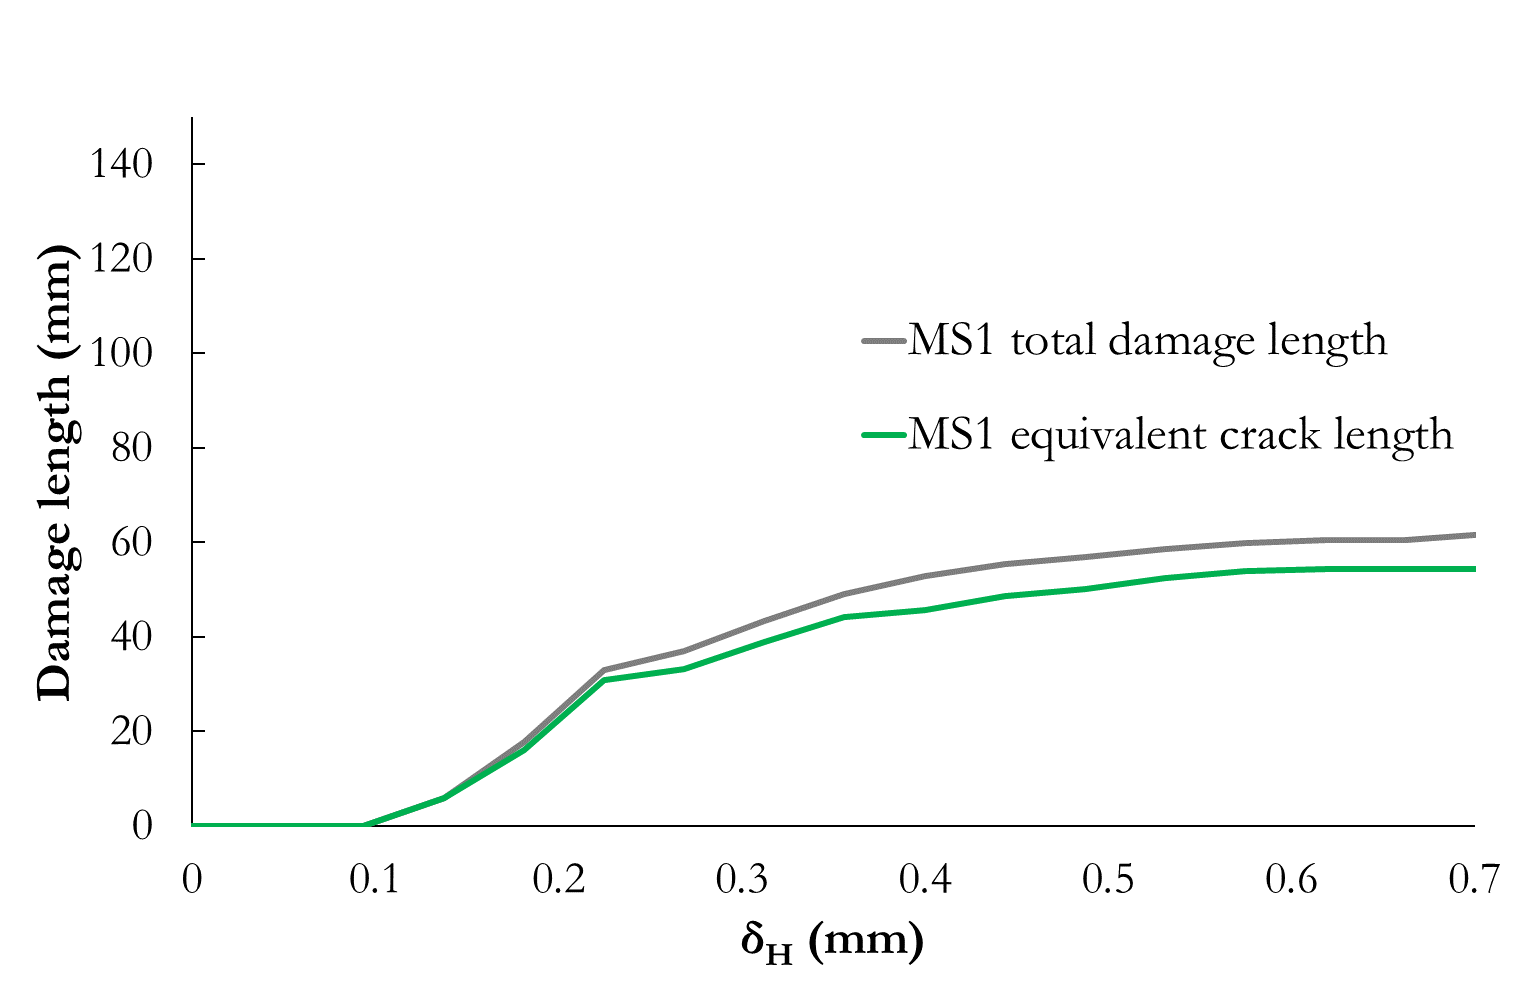 140
120
100
80
60
40
20
0
Damage length (mm)
MS1 total damage length
MS1 equivalent crack length
0 0.1 0.2 0.3 0.4 0.5 0.6 0.7
δH (mm)